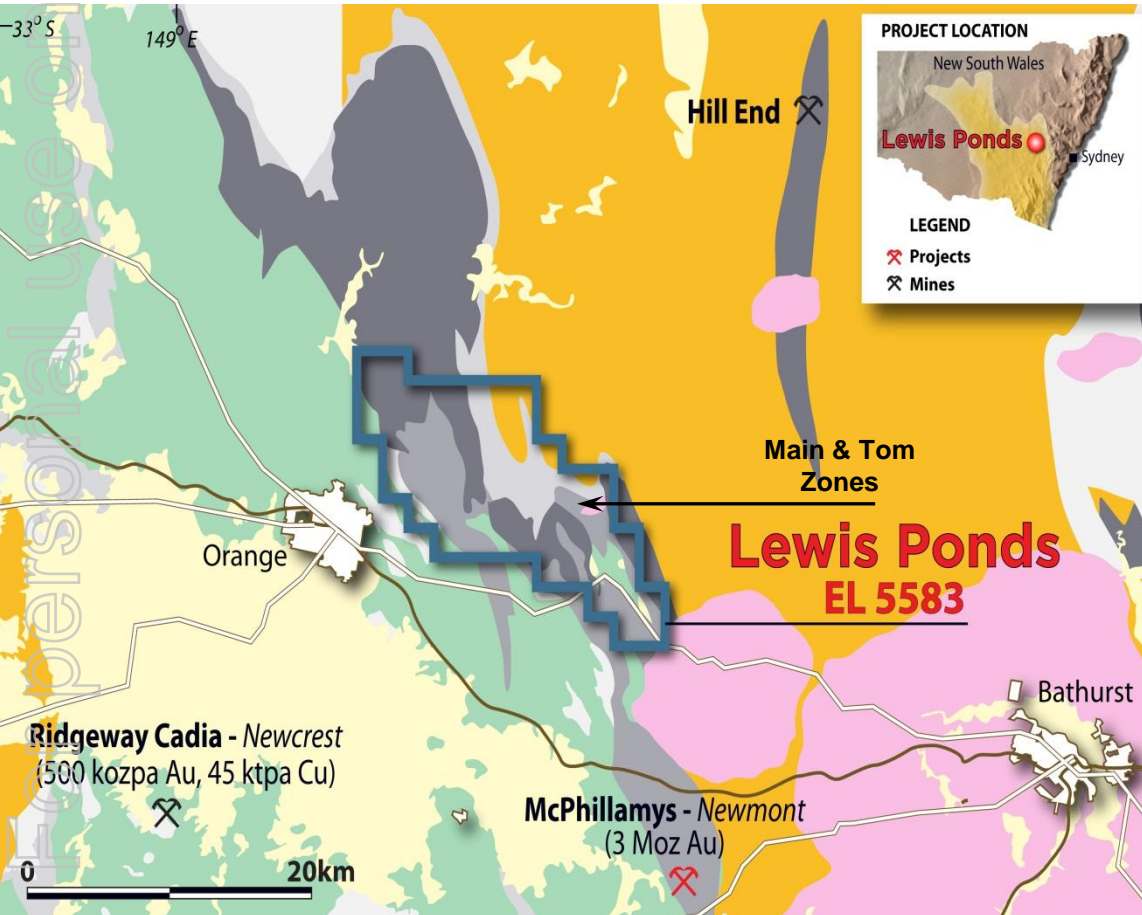 33° S
149° E
For personal use only
PROJECT LOCATION
New South Wales
Lewis Ponds
Sydney
LEGEND
Projects
Mines
Hill End
Main & Tom
Zones
Lewis Ponds
EL 5583
Orange
Bathurst
Ridgeway Cadia - Newcrest
(500 kozpa Au, 45 ktpa Cu)
McPhillamys - Newmont
(3 Moz Au)
0
20km